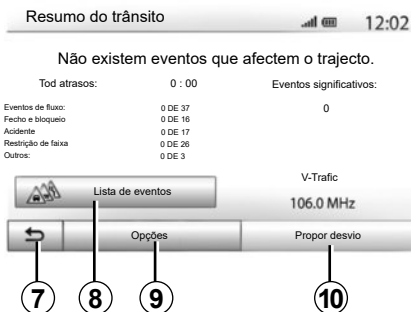 Resumo do trânsito 12:02
Não existem eventos que afectem o trajecto.
Tod atrasos: 0 : 00 Eventos significativos:
Eventos de fluxo: 0 DE 37 0
Fecho e bloqueio 0 DE 16
Acidente 0 DE 17
Restrição de faixa 0 DE 26
Outros: 0 DE 3
V-Trafic
Lista de eventos
106.0 MHz
Opções Propor desvio
7 8 9 10